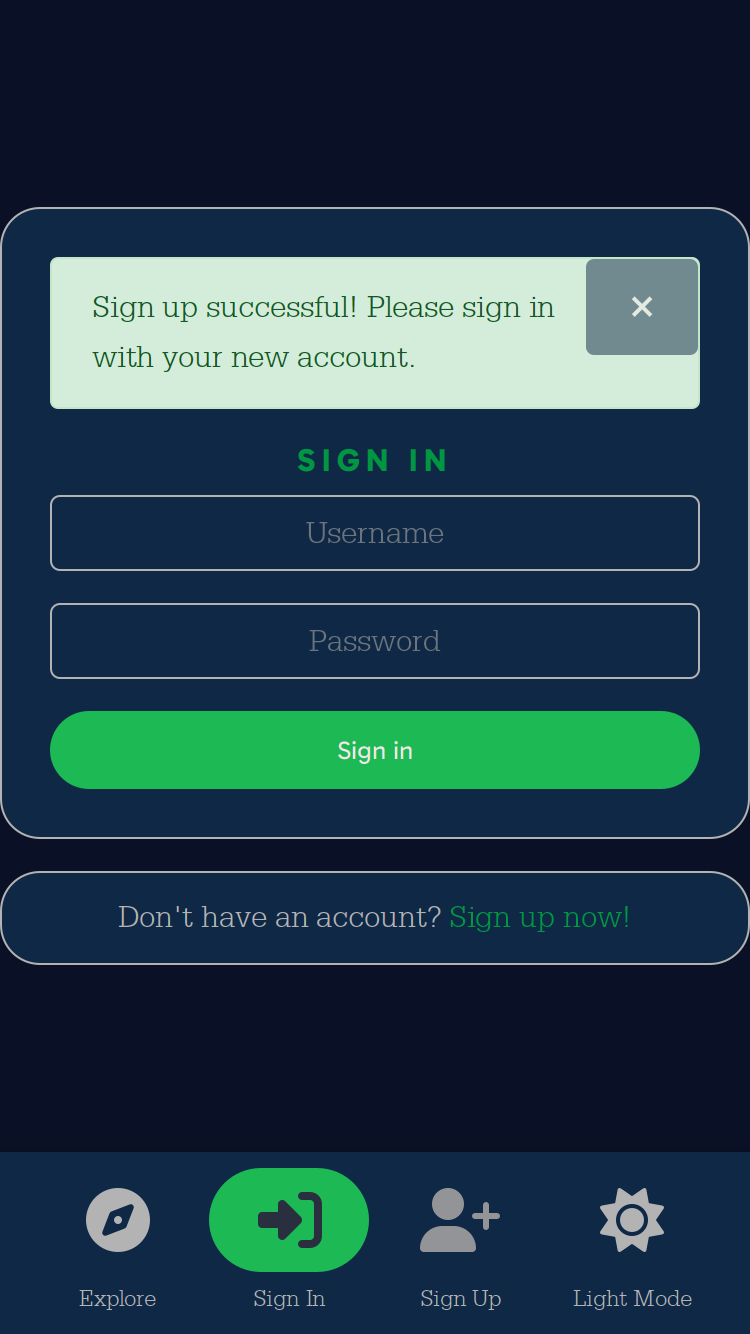 Sign up successful! Please sign in
with your new account.
SIGN IN
Username
Password
Sign in
Don't have an account? Sign up now!
Explore
Sign In
Sign Up
Light Mode